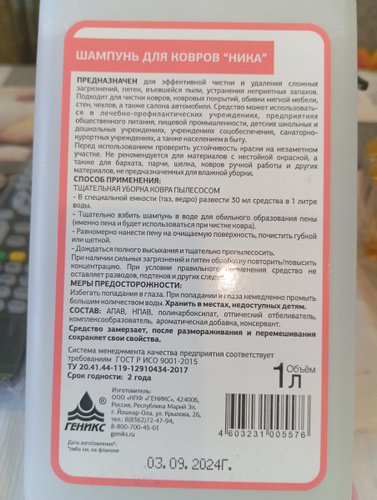 ШАМПУНЬ ДЛЯ КОВРОВ "НИКА"
ПРЕДНАЗНАЧЕН для эффективной чистки и удаления сложных
загрязнений, пятен, въевшейся пыли, устранения неприятных запахов.
Подходит для чистки ковров, ковровых покрытий, обивки мягкой мебели,
стен, чехлов, а также салона автомобиля. Средство может использовать-
ся в лечебно-профилактических учреждениях, предприятиях
общественного питания, пищевой промышленности, детских школьных и
дошкольных учреждениях, учреждениях соцобеспечения, санаторно-
курортных учреждениях, а также населением в быту.
Перед использованием проверить устойчивость краски на незаметном
участке. Не рекомендуется для материалов с нестойкой окраской, а
также для бархата, парчи, шелка, ковров ручной работы и других
материалов, не предназначенных для влажной уборки.
СПОСОБ ПРИМЕНЕНИЯ:
ТЩАТЕЛЬНАЯ УБОРКА КОВРА ПЫЛЕСОСОМ
- В специальной емкости (таз, ведро) развести 30 мл средства в 1 литре
воды.
- Тщательно взбить шампунь в воде для обильного образования пены
(именно пена и будет использоваться при чистке ковра).
- Равномерно нанести пену на очищаемую поверхность, почистить губкой
или щеткой.
- Дождаться полного высыхания и тщательно пропылесосить.
При наличии сильных загрязнений и пятен обработку повторить/повысить
концентрацию. При условии правильного применения средство не
оставляет разводов, подтеков и других следов.
МЕРЫ ПРЕДОСТОРОЖНОСТИ:
Избегать попадания в глаза. При попадании в глаза немедленно промыть
большим количеством воды. Хранить в местах, недоступных детям.
СОСТАВ: АПАВ, НПАВ, поликарбоксилат, оптический отбеливатель,
комплексообразователь, ароматическая добавка, консервант.
Средство замерзает, после размораживания и перемешивания
сохраняет свои свойства.
Система менеджмента качества предприятия соответствует
требованиям ГОСТ Р ИСО 9001-2015
ТУ 20.41.44-119-12910434-2017
Срок годности: 2 года
Объём
1 л
ГЕНИКС
Изготовитель:
ООО «НПФ «ГЕНИКС», 424006,
Россия, Республика Марий Эл,
г. Йошкар-Ола, ул. Крылова, 26,
тел.: 8(8362)72-47-94,
8-800-700-45-01
geniks.ru
4 603231 005576
Дата изготовления*:
*либо см. на флаконе
03.09.2024г.